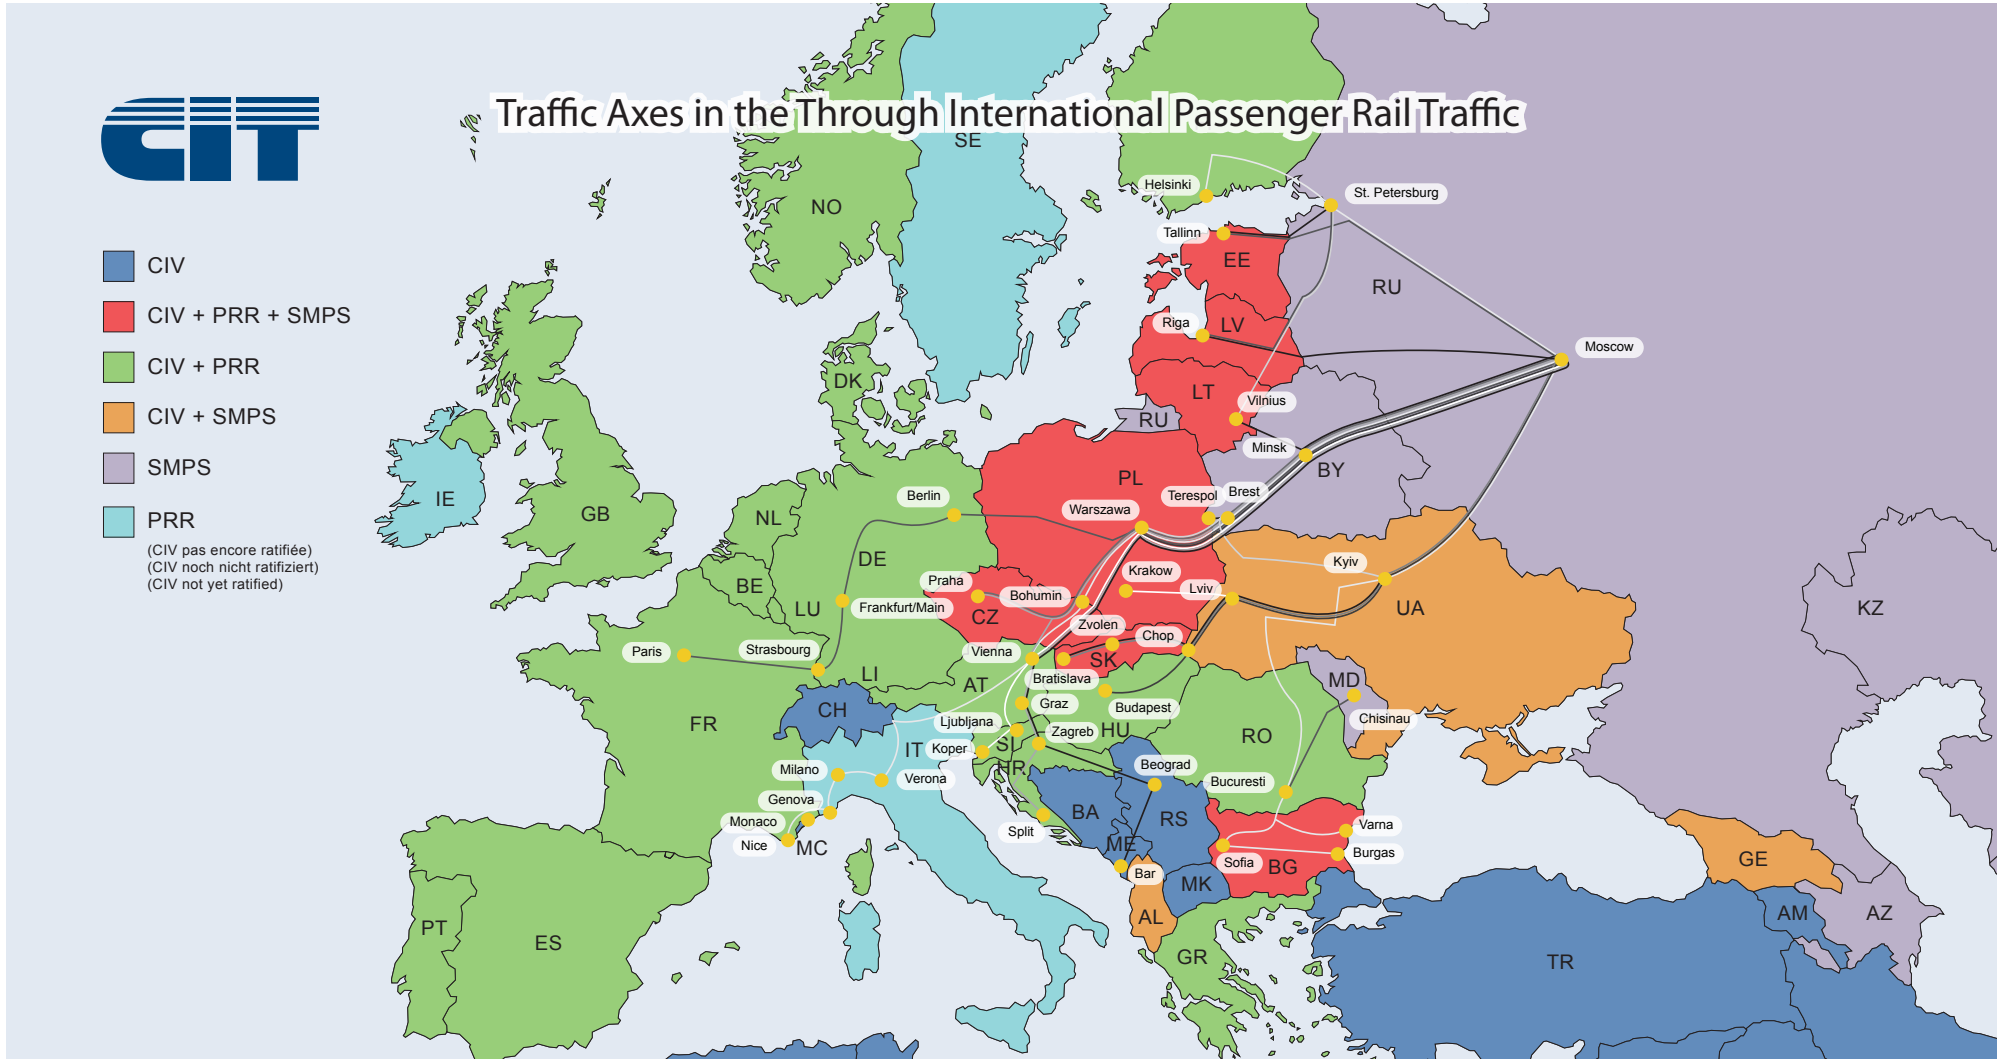 Traffic Axes in the Through International Passenger Rail Traffic
CIT
CIV
CIV + PRR + SMPS
CIV + PRR
CIV + SMPS
SMPS
PRR
(CIV pas encore ratifiée)
(CIV noch nicht ratifiziert)
(CIV not yet ratified)
SE
Helsinki
St. Petersburg
NO
Tallinn
EE
RU
Riga
LV
Moscow
DK
LT
Vilnius
RU
Minsk
BY
PL
IE
GB
NL
Berlin
Terespol
Brest
Warszawa
DE
BE
LU
Praha
Bohumin
Krakow
Lviv
Kyiv
Frankfurt/Main
CZ
UA
KZ
Zvolen
Chop
Paris
Strasbourg
Vienna
SK
LI
AT
Bratislava
MD
CH
Graz
Budapest
Chisinau
FR
Ljubljana
Zagreb
HU
RO
IT
Koper
SI
HR
Milano
Verona
Beograd
Bucuresti
Genova
BA
RS
Monaco
Split
Varna
Nice
MC
ME
Sofia
BG
Burgas
Bar
MK
GE
PT
ES
AL
AM
AZ
GR
TR